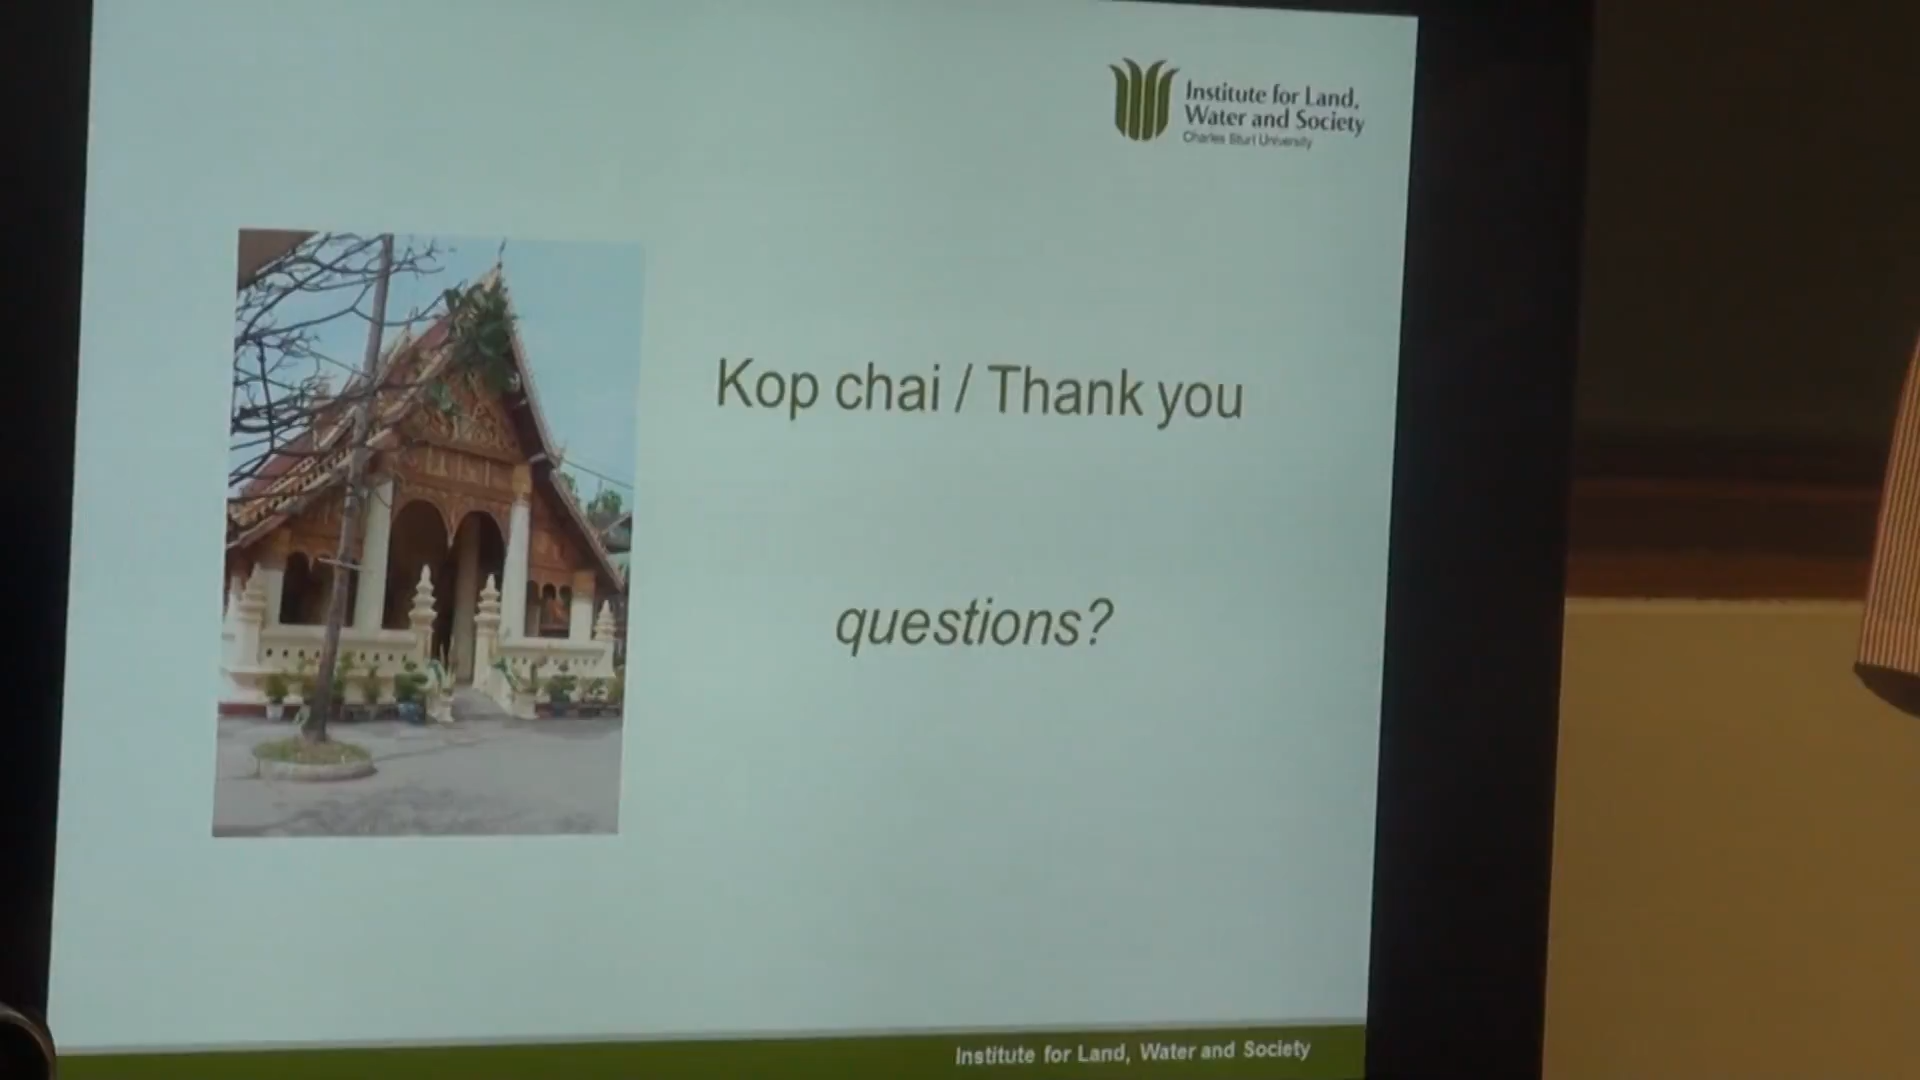 Institute for Land,
Water and Society
Charles Sturt University
Kop chai / Thank you
questions?
Institute for Land, Water and Society